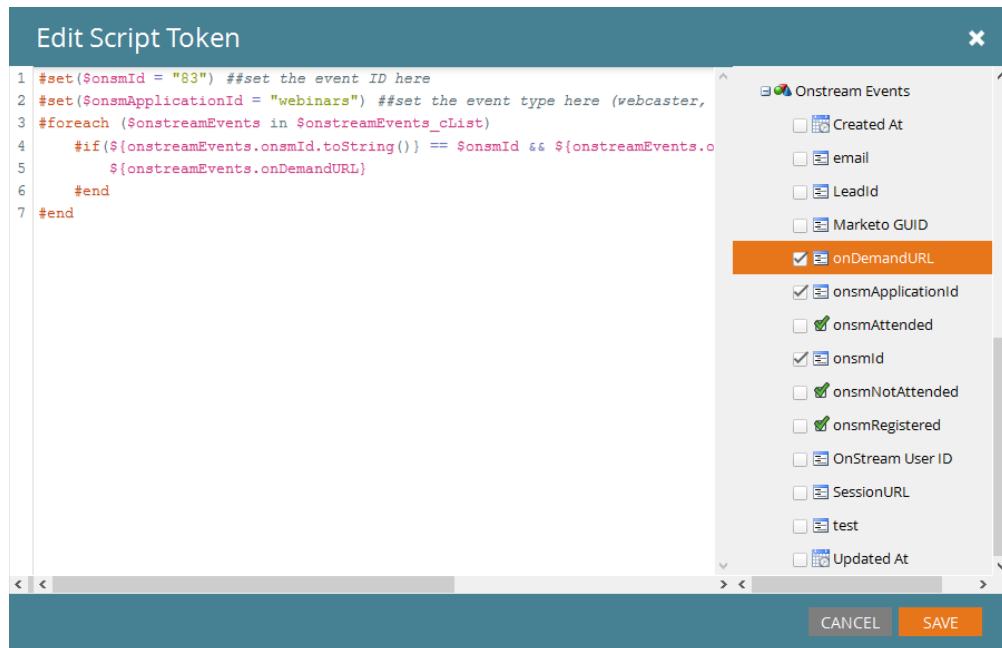 Edit Script Token
1 #set($onsmId = "83") ##set the event ID here
2 #set($onsmApplicationId = "webinars") ##set the event type here (webcaster,
3 #foreach ($onstreamEvents in $onstreamEvents_cList)
4 #if(${onstreamEvents.onsmId.toString()} == $onsmId && ${onstreamEvents.o
5 ${onstreamEvents.onDemandURL}
6 #end
7 #end
Onstream Events
Created At
email
LeadId
Marketo GUID
onDemandURL
onsmApplicationId
onsmAttended
onsmId
onsmNotAttended
onsmRegistered
OnStream User ID
SessionURL
test
Updated At
CANCEL
SAVE